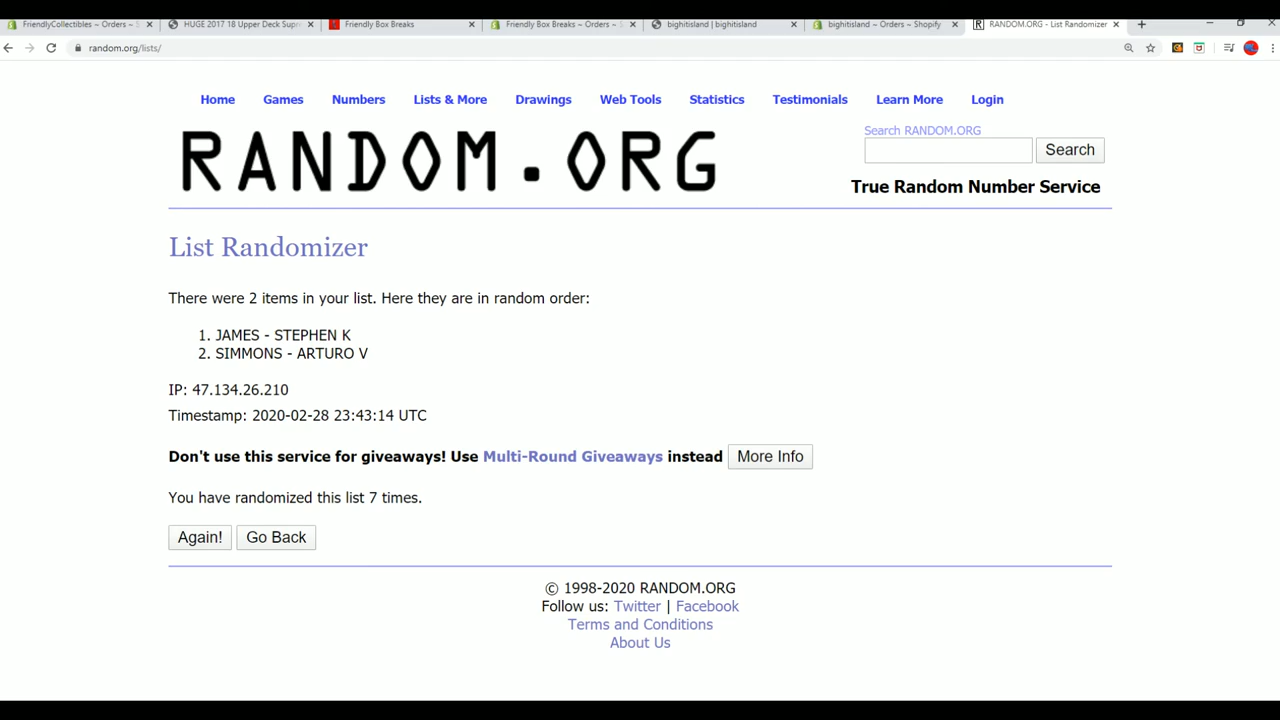 FriendlyCollectibles ~ Orders ~ S
HUGE 2017 18 Upper Deck Supr
Friendly Box Breaks
Friendly Box Breaks ~ Orders ~ S
bighitisland | bighitisland
bighitisland ~ Orders ~ Shopify
RANDOM.ORG - List Randomizer
random.org/lists/
Home Games Numbers Lists & More Drawings Web Tools Statistics Testimonials Learn More Login
RANDOM.ORG
Search RANDOM.ORG
Search
True Random Number Service
List Randomizer
There were 2 items in your list. Here they are in random order:
1. JAMES - STEPHEN K
2. SIMMONS - ARTURO V
IP: 47.134.26.210
Timestamp: 2020-02-28 23:43:14 UTC
Don't use this service for giveaways! Use Multi-Round Giveaways instead More Info
You have randomized this list 7 times.
Again! Go Back
© 1998-2020 RANDOM.ORG
Follow us: Twitter | Facebook
Terms and Conditions
About Us